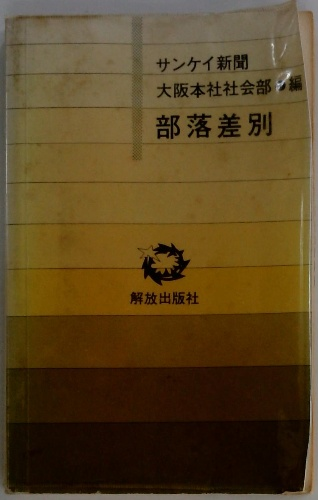 サンケイ新聞
大阪本社社会部・編
部落差別
解放出版社